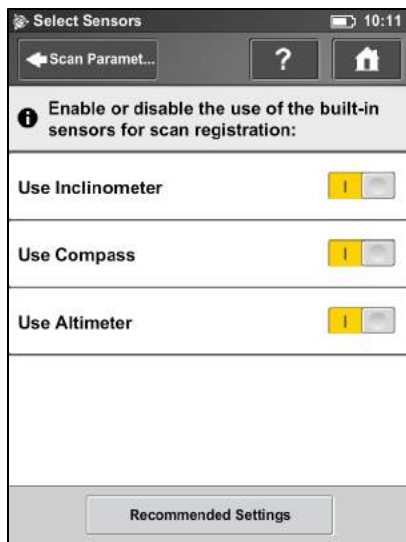 Select Sensors 10:11
Scan Paramet... ?
Enable or disable the use of the built-in
sensors for scan registration:
Use Inclinometer
Use Compass
Use Altimeter
Recommended Settings